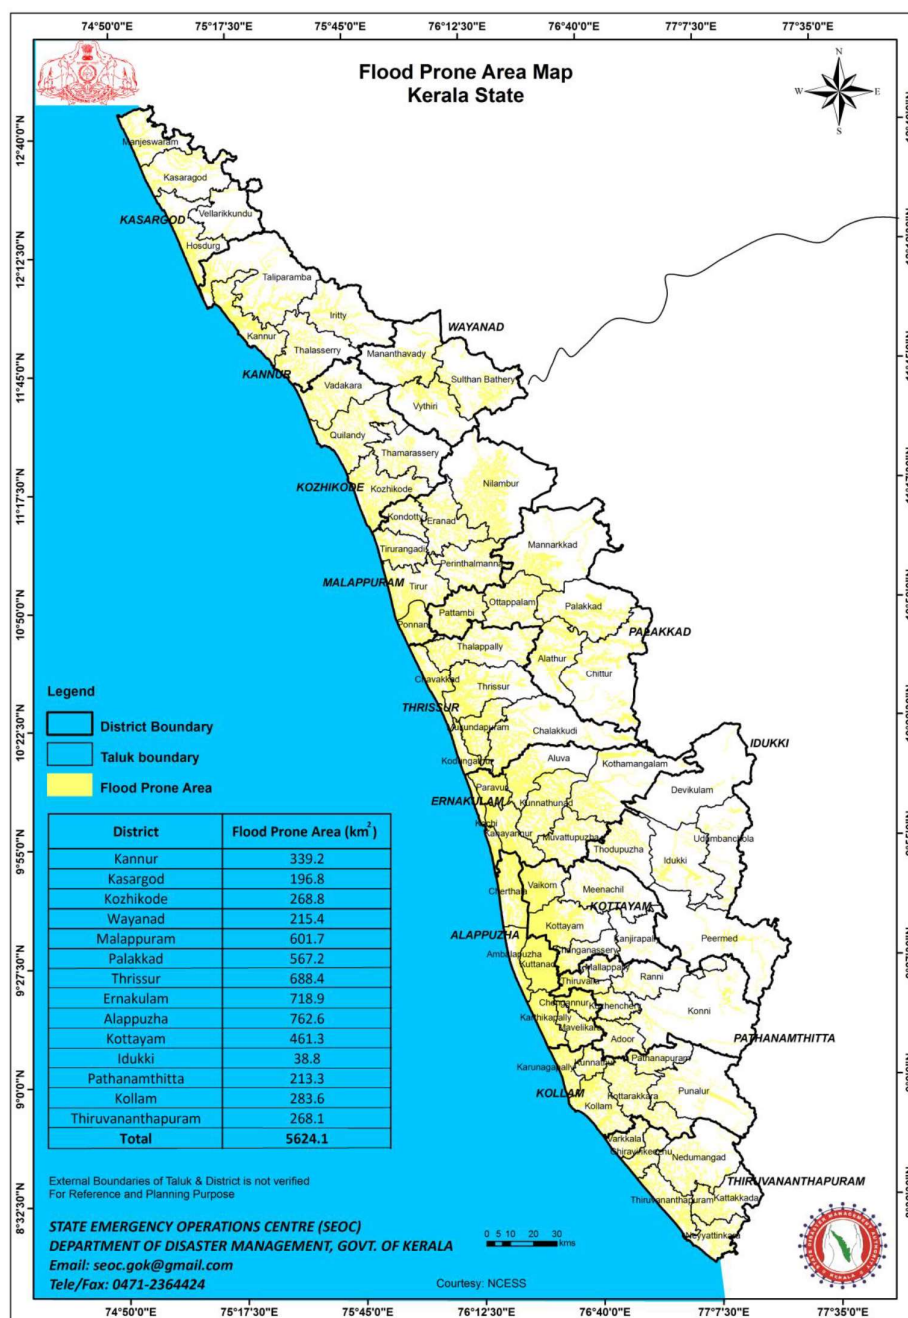 74°50'0"E 75°17'30"E 75°45'0"E 76°12'30"E 76°40'0"E 77°7'30"E 77°35'0"E
Flood Prone Area Map
Kerala State
N
W E
S
12°40'0"N
12°12'30"N
11°45'0"N
11°17'30"N
10°50'0"N
10°22'30"N
9°55'0"N
9°27'30"N
9°0'0"N
8°32'30"N
Manjeswaram
Kasaragod
Vellarikkundu
KASARGOD
Hosdurg
Taliparamba
Iritty
WAYANAD
Kannur
Thalasserry
Mananthavady
KANNUR
Sulthan Bathery
Vadakara
Vythiri
Quilandy
Thamarassery
KOZHIKODE
Kozhikode
Nilambur
Kondotty
Eranad
Tirurangadi
Mannarkkad
Perinthalmanna
MALAPPURAM
Tirur
Ottappalam
Palakkad
Pattambi
Ponnani
PALAKKAD
Thalappally
Alathur
Chittur
Chavakkad
Thrissur
THRISSUR
Mukundapuram
Chalakkudi
IDUKKI
Kodungallur
Aluva
Kothamangalam
Paravur
Devikulam
ERNAKULAM
Kunnathunad
Kochi
Kanayannur
Muvattupuzha
Udumbanchola
Thodupuzha
Idukki
Cherthala
Vaikom
Meenachil
KOTTAYAM
Kottayam
ALAPPUZHA
Kanjirapally
Peermed
Ambalapuzha
Changanassery
Kuttanad
Mallappally
Thiruvalla
Ranni
Chengannur
Kozhencherry
Konni
Karthikapally
Mavelikara
Adoor
PATHANAMTHITTA
Pathanapuram
Karunagapally
Kunnathur
KOLLAM
Kottarakkara
Punalur
Kollam
Varkkala
Chirayinkeezhu
Nedumangad
THIRUVANANTHAPURAM
Thiruvananthapuram
Kattakkada
Neyyattinkara
Legend
District Boundary
Taluk boundary
Flood Prone Area
District Flood Prone Area (km²)
Kannur 339.2
Kasargod 196.8
Kozhikode 268.8
Wayanad 215.4
Malappuram 601.7
Palakkad 567.2
Thrissur 688.4
Ernakulam 718.9
Alappuzha 762.6
Kottayam 461.3
Idukki 38.8
Pathanamthitta 213.3
Kollam 283.6
Thiruvananthapuram 268.1
Total 5624.1
External Boundaries of Taluk & District is not verified
For Reference and Planning Purpose
STATE EMERGENCY OPERATIONS CENTRE (SEOC)
DEPARTMENT OF DISASTER MANAGEMENT, GOVT. OF KERALA
Email: seoc.gok@gmail.com
Tele/Fax: 0471-2364424
0 5 10 20 30
kms
Courtesy: NCESS
KERALA
74°50'0"E 75°17'30"E 75°45'0"E 76°12'30"E 76°40'0"E 77°7'30"E 77°35'0"E